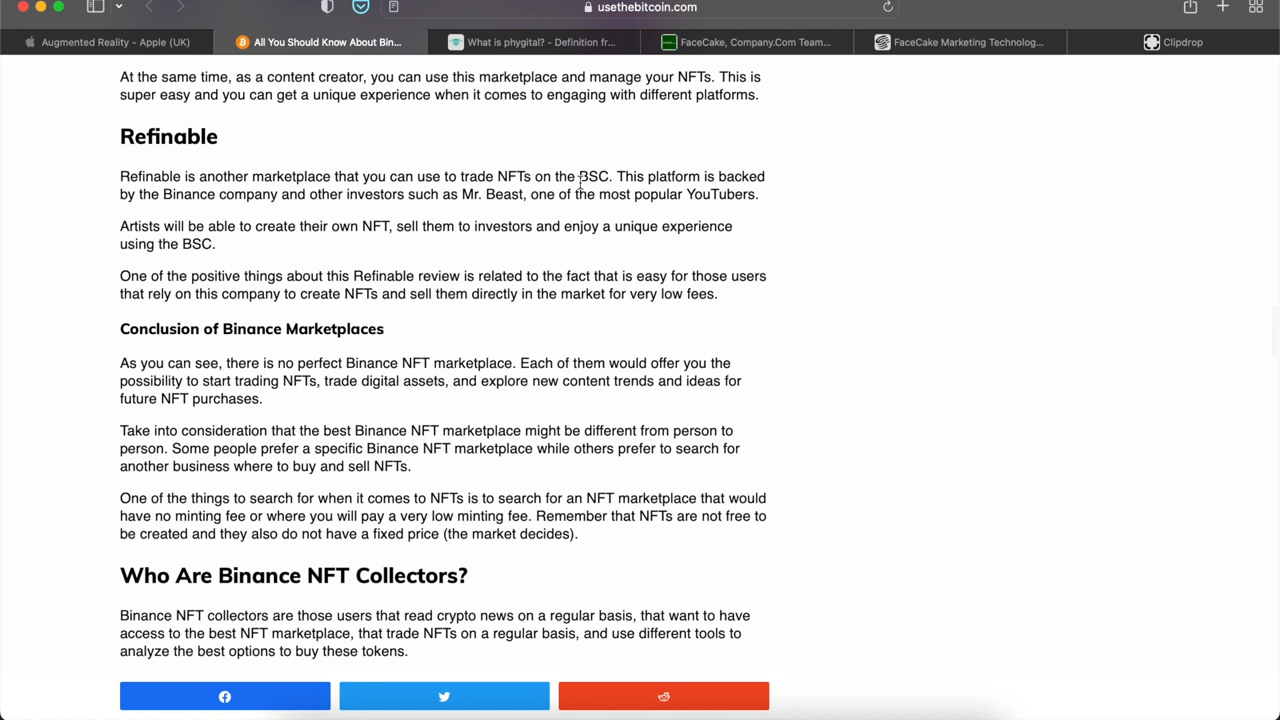 usethebitcoin.com
Augmented Reality - Apple (UK)
All You Should Know About Bin...
What is phygital? - Definition fr...
FaceCake, Company.Com Team...
FaceCake Marketing Technolog...
Clipdrop
At the same time, as a content creator, you can use this marketplace and manage your NFTs. This is
super easy and you can get a unique experience when it comes to engaging with different platforms.
Refinable
Refinable is another marketplace that you can use to trade NFTs on the BSC. This platform is backed
by the Binance company and other investors such as Mr. Beast, one of the most popular YouTubers.
Artists will be able to create their own NFT, sell them to investors and enjoy a unique experience
using the BSC.
One of the positive things about this Refinable review is related to the fact that is easy for those users
that rely on this company to create NFTs and sell them directly in the market for very low fees.
Conclusion of Binance Marketplaces
As you can see, there is no perfect Binance NFT marketplace. Each of them would offer you the
possibility to start trading NFTs, trade digital assets, and explore new content trends and ideas for
future NFT purchases.
Take into consideration that the best Binance NFT marketplace might be different from person to
person. Some people prefer a specific Binance NFT marketplace while others prefer to search for
another business where to buy and sell NFTs.
One of the things to search for when it comes to NFTs is to search for an NFT marketplace that would
have no minting fee or where you will pay a very low minting fee. Remember that NFTs are not free to
be created and they also do not have a fixed price (the market decides).
Who Are Binance NFT Collectors?
Binance NFT collectors are those users that read crypto news on a regular basis, that want to have
access to the best NFT marketplace, that trade NFTs on a regular basis, and use different tools to
analyze the best options to buy these tokens.